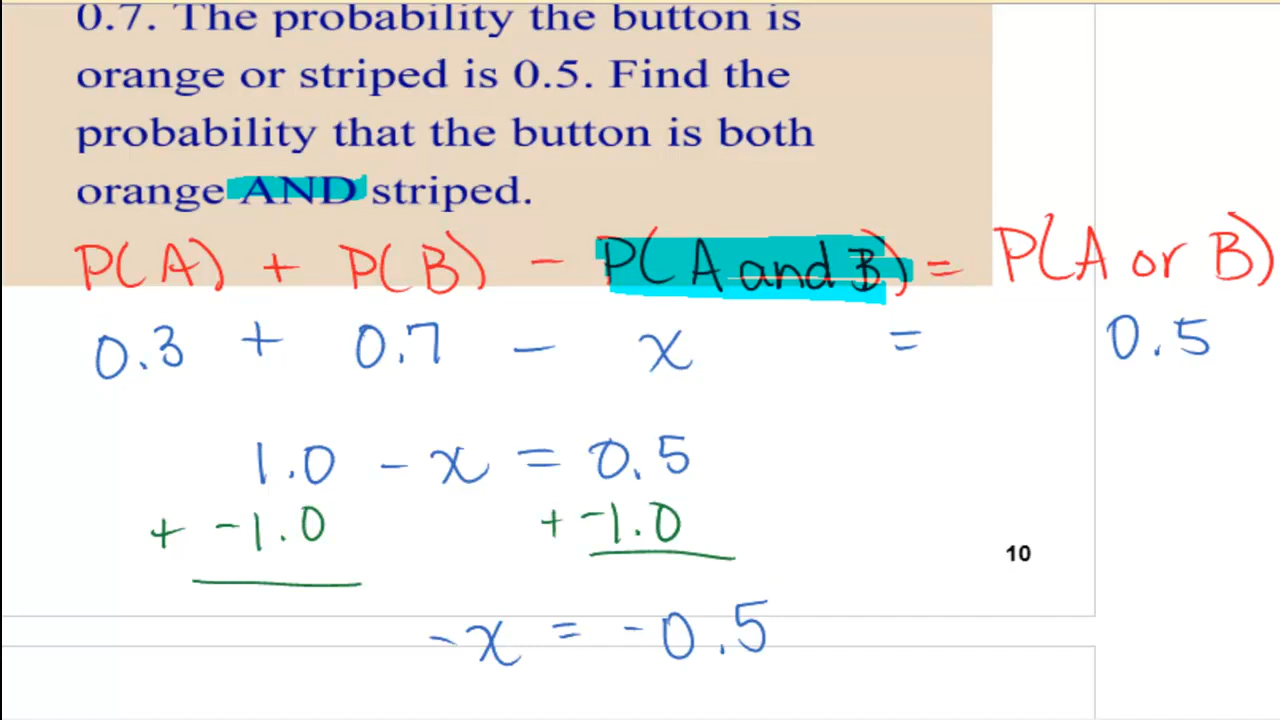 0.7. The probability the button is
orange or striped is 0.5. Find the
probability that the button is both
orange AND striped.
P(A) + P(B) - P(A and B) = P(A or B)
0.3 + 0.7 - x = 0.5
1.0 - x = 0.5
+ -1.0 + -1.0
10
-x = -0.5